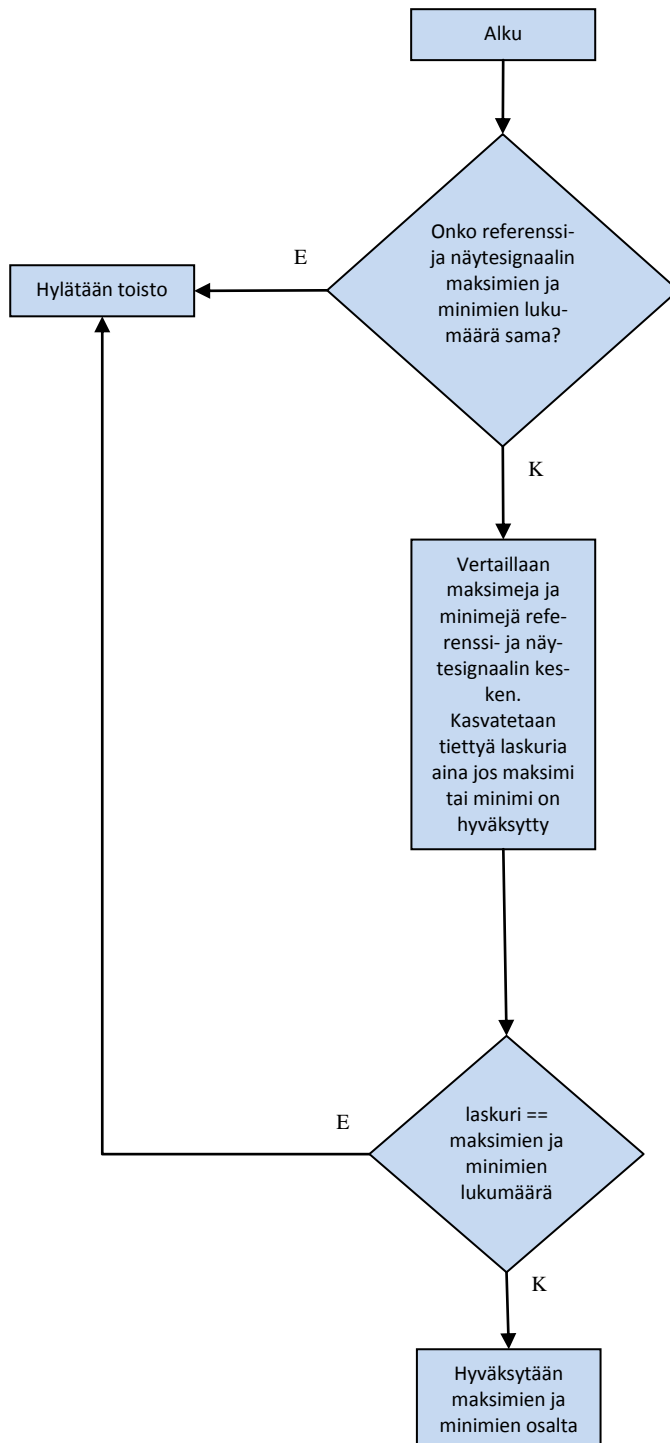 Alku
Onko referenssi-
ja näytesignaalin
maksimien ja
minimien luku-
määrä sama?
E
Hylätään toisto
K
Vertaillaan
maksimeja ja
minimejä refe-
renssi- ja näy-
tesignaalin kes-
ken.
Kasvatetaan
tiettyä laskuria
aina jos maksimi
tai minimi on
hyväksytty
E
laskuri ==
maksimien ja
minimien
lukumäärä
K
Hyväksytään
maksimien ja
minimien osalta